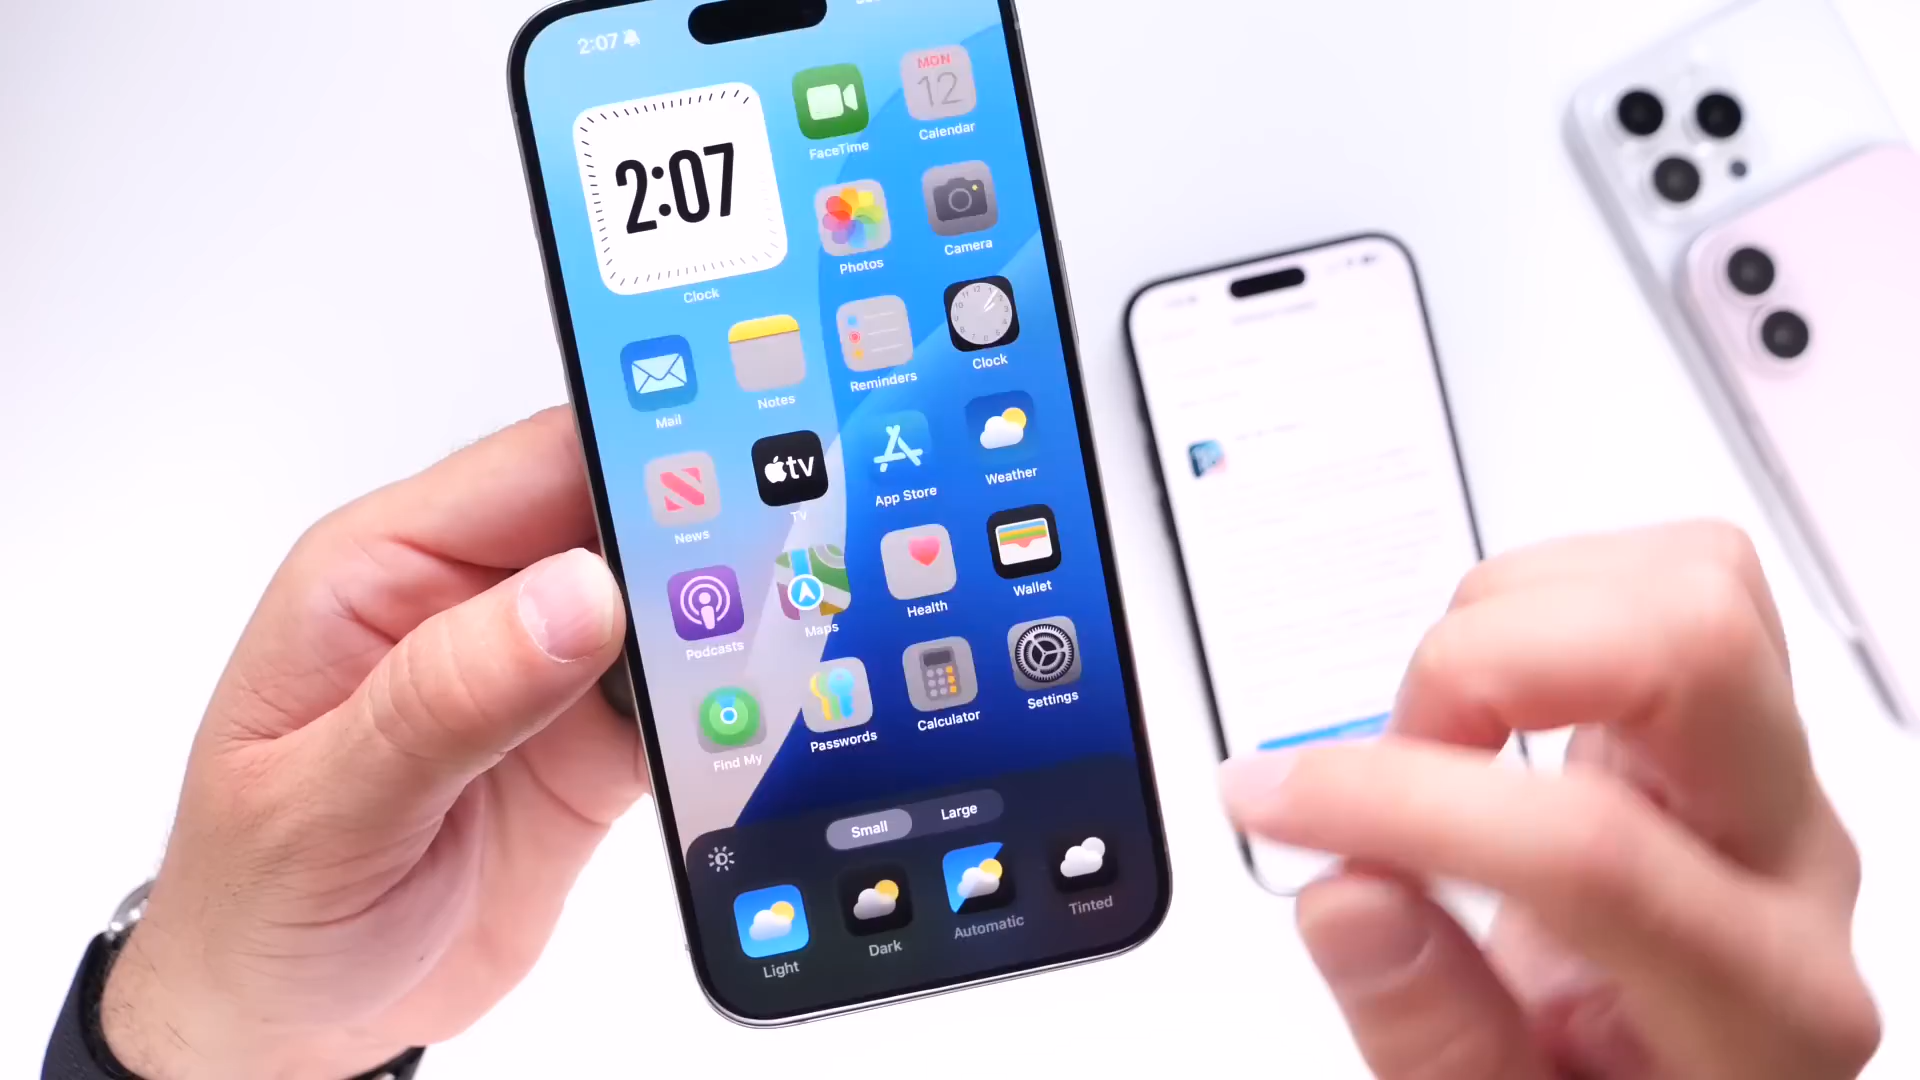 2:07
2:07
Clock
FaceTime
MON
12
Calendar
Photos
Camera
Mail
Notes
Reminders
12
Clock
News
tv
TV
App Store
Weather
Podcasts
Maps
Health
Wallet
Find My
Passwords
Calculator
Settings
Small
Large
Light
Dark
Automatic
Tinted